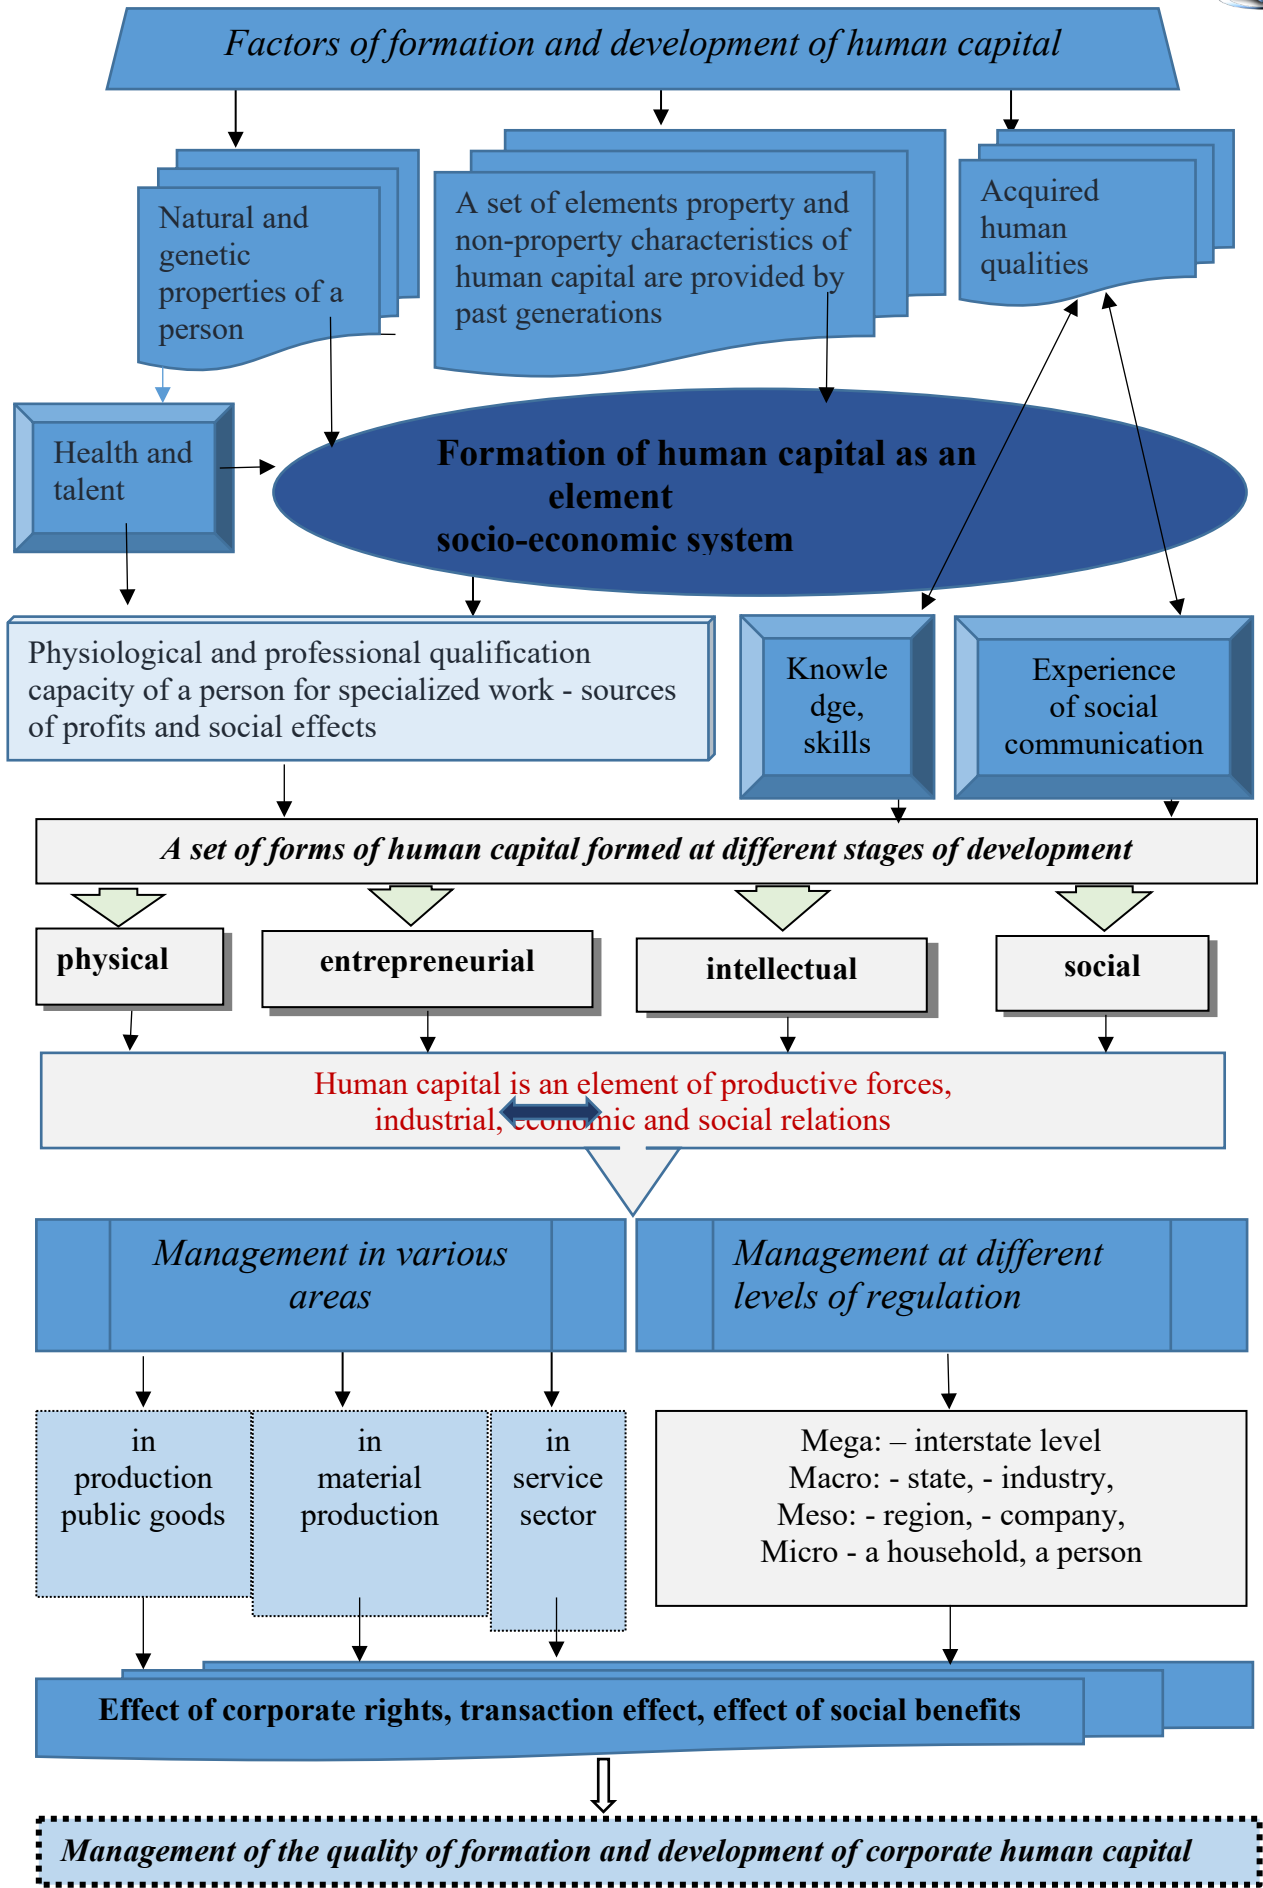 Factors of formation and development of human capital
Natural and
genetic
properties of a
person
A set of elements property and
non-property characteristics of
human capital are provided by
past generations
Acquired
human
qualities
Health and
talent
Formation of human capital as an
element
socio-economic system
Physiological and professional qualification
capacity of a person for specialized work - sources
of profits and social effects
Knowle
dge,
skills
Experience
of social
communication
A set of forms of human capital formed at different stages of development
physical
entrepreneurial
intellectual
social
Human capital is an element of productive forces,
industrial, economic and social relations
Management in various
areas
Management at different
levels of regulation
in
production
public goods
in
material
production
in
service
sector
Mega: – interstate level
Macro: - state, - industry,
Meso: - region, - company,
Micro - a household, a person
Effect of corporate rights, transaction effect, effect of social benefits
Management of the quality of formation and development of corporate human capital